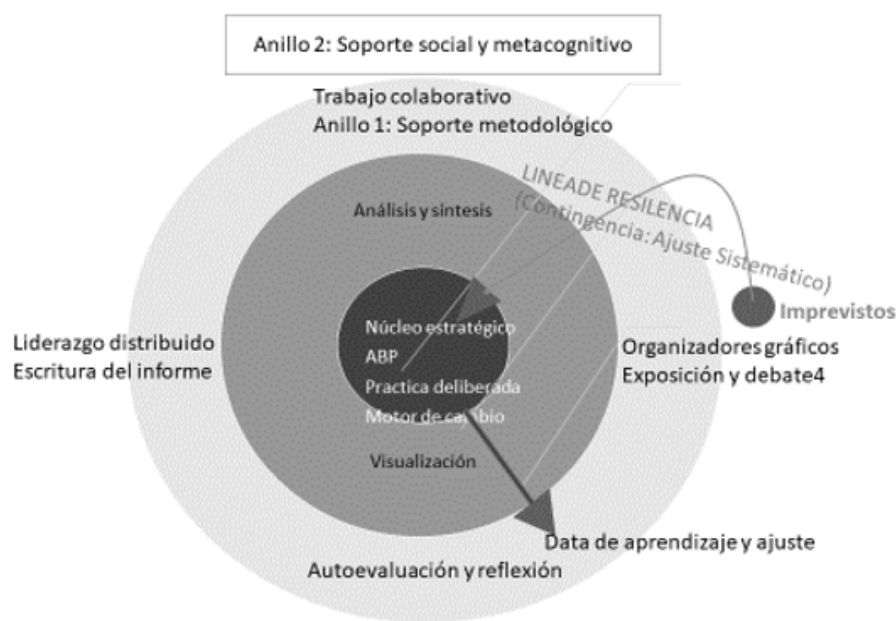 Anillo 2: Soporte social y metacognitivo
Trabajo colaborativo
Anillo 1: Soporte metodológico
LINEADE RESILENCIA
(Contingencia: Ajuste Sistemático)
Análisis y síntesis
Imprevistos
Núcleo estratégico
ABP
Practica deliberada
Motor de cambio
Liderazgo distribuido
Escritura del informe
Organizadores gráficos
Exposición y debate4
Visualización
Data de aprendizaje y ajuste
Autoevaluación y reflexión